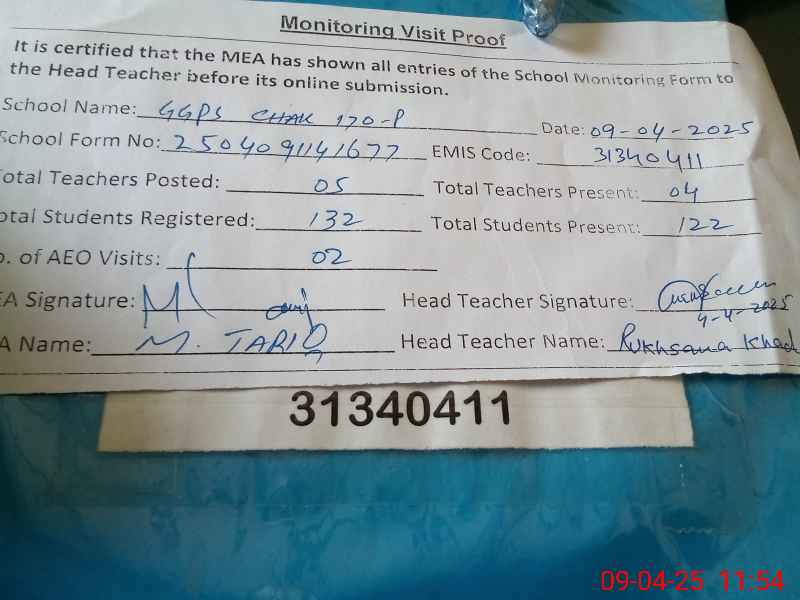 Monitoring Visit Proof
It is certified that the MEA has shown all entries of the School Monitoring Form to
the Head Teacher before its online submission.
School Name: GGPS CHAK 170-P Date: 09-04-2025
School Form No: 2504091141677 EMIS Code: 31340411
otal Teachers Posted: 05 Total Teachers Present: 04
otal Students Registered: 132 Total Students Present: 122
o. of AEO Visits: 02
EA Signature: Head Teacher Signature:
9-4-2025
A Name: M. TARIQ Head Teacher Name: Rukhsana
31340411
09-04-25 11:54